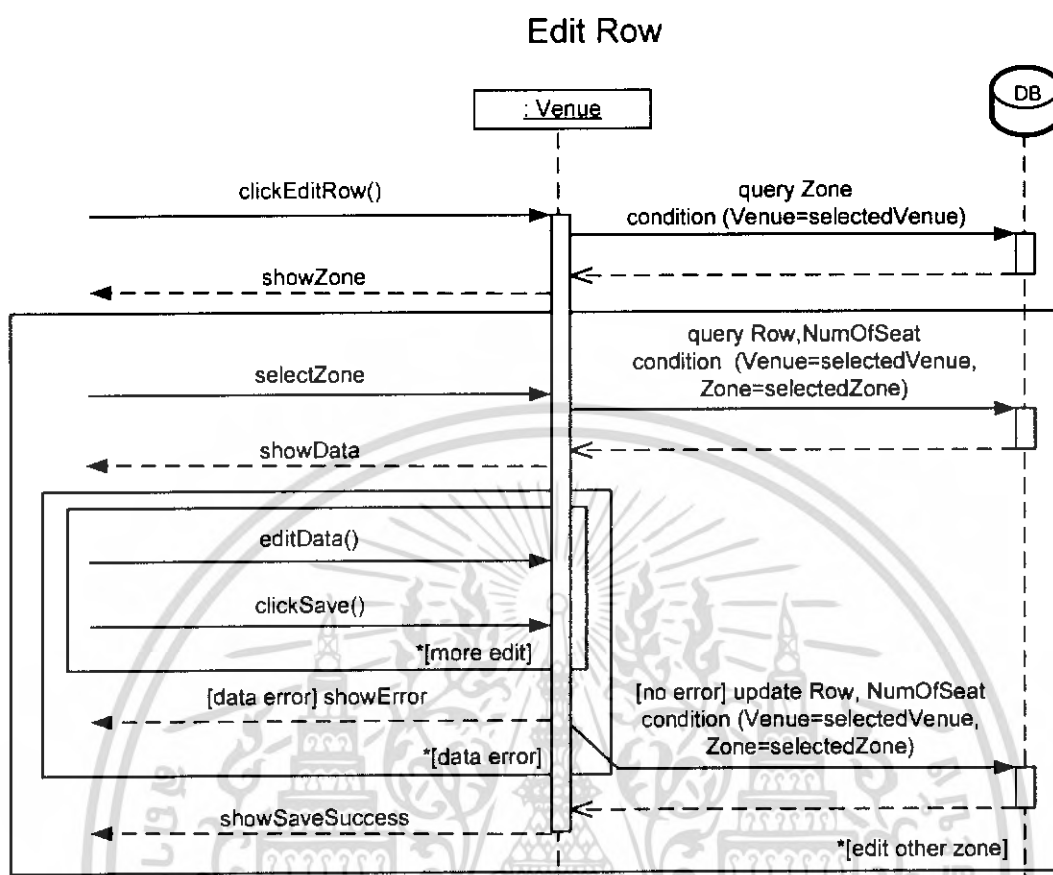 Edit Row
: Venue
DB
clickEditRow()
query Zone
condition (Venue=selectedVenue)
showZone
query Row,NumOfSeat
condition (Venue=selectedVenue,
Zone=selectedZone)
selectZone
showData
editData()
clickSave()
*[more edit]
[data error] showError
[no error] update Row, NumOfSeat
condition (Venue=selectedVenue,
Zone=selectedZone)
*[data error]
showSaveSuccess
*[edit other zone]